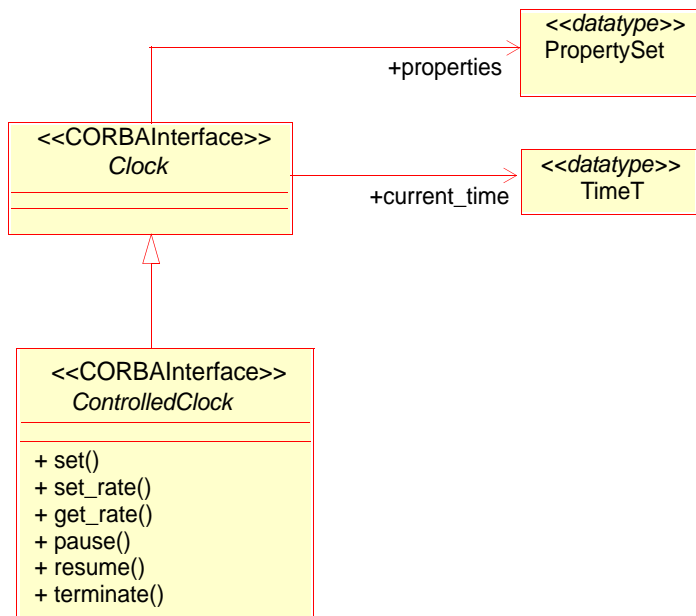 <<datatype>>
PropertySet
+properties
<<CORBAInterface>>
Clock
<<datatype>>
TimeT
+current_time
<<CORBAInterface>>
ControlledClock
+ set()
+ set_rate()
+ get_rate()
+ pause()
+ resume()
+ terminate()